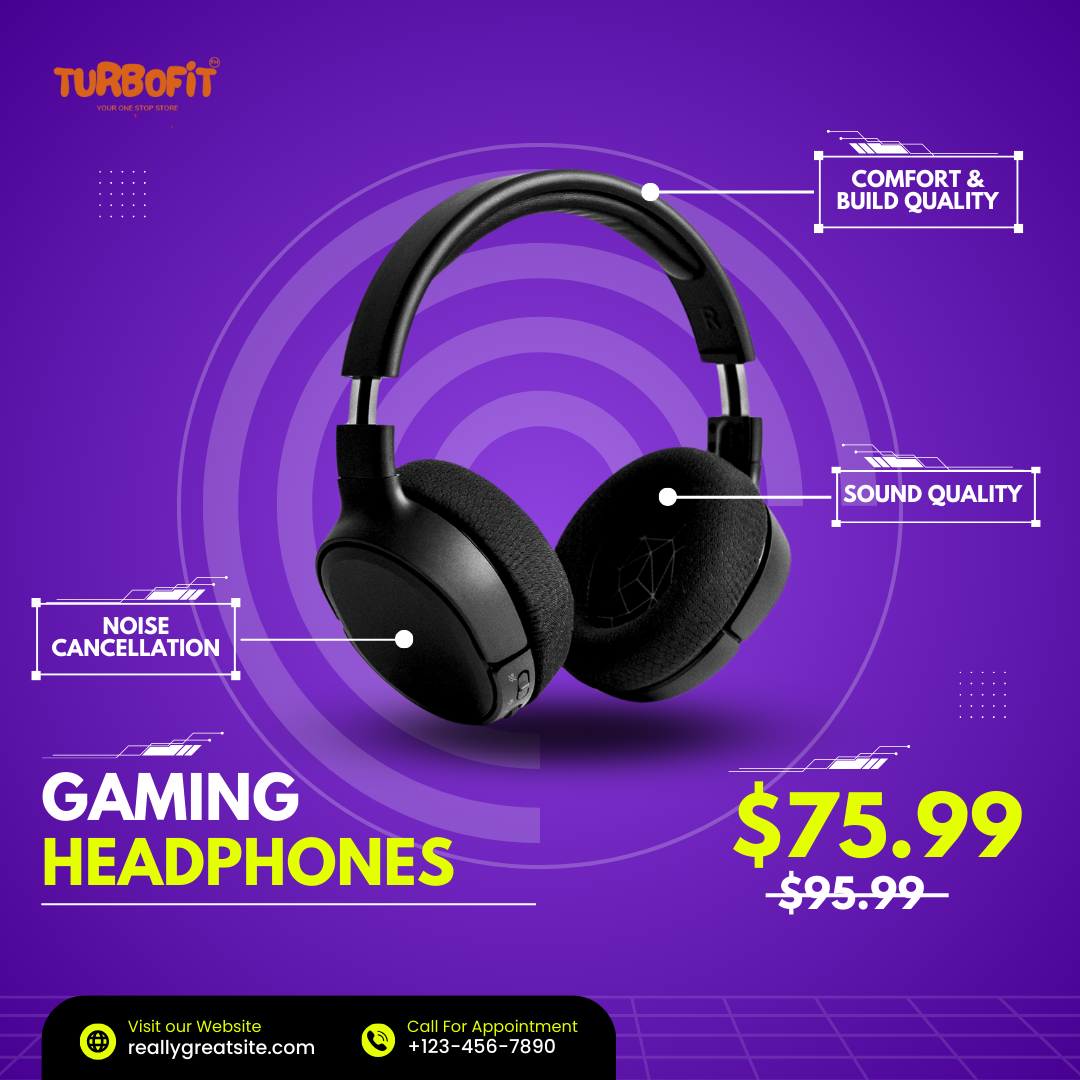 TURBOFIT™
YOUR ONE STOP STORE
COMFORT &
BUILD QUALITY
R
SOUND QUALITY
NOISE
CANCELLATION
GAMING
HEADPHONES
$75.99
$95.99
Visit our Website
reallygreatsite.com
Call For Appointment
+123-456-7890